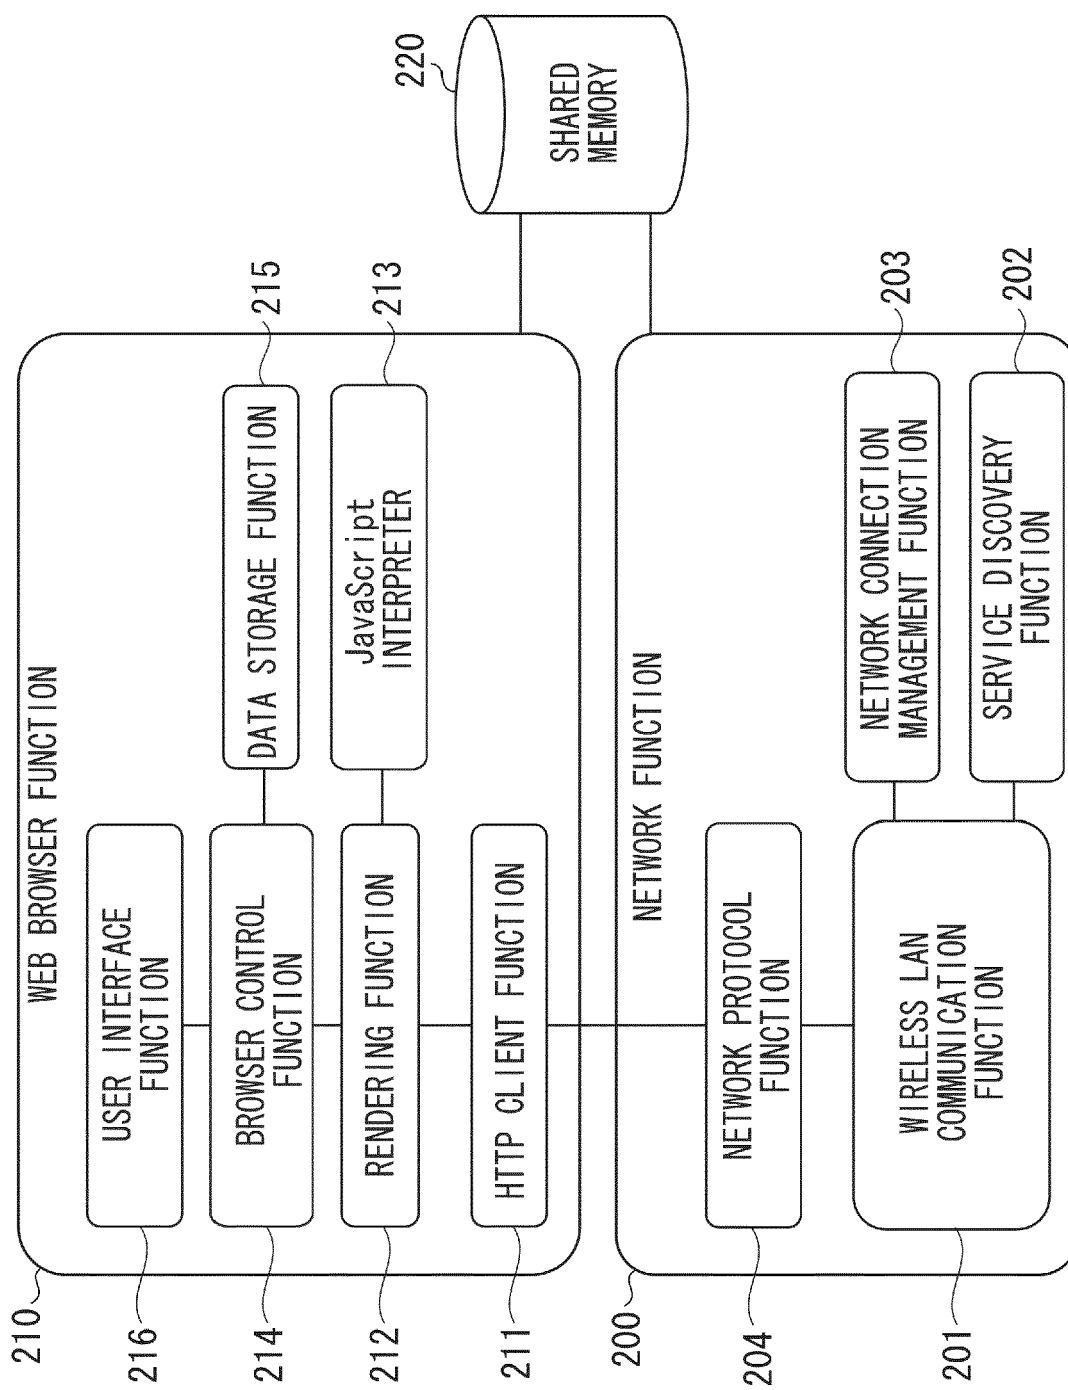 210
WEB BROWSER FUNCTION
216
USER INTERFACE
FUNCTION
214
BROWSER CONTROL
FUNCTION
DATA STORAGE FUNCTION
215
212
RENDERING FUNCTION
JavaScript
INTERPRETER
213
211
HTTP CLIENT FUNCTION
220
SHARED
MEMORY
200
NETWORK FUNCTION
204
NETWORK PROTOCOL
FUNCTION
NETWORK CONNECTION
MANAGEMENT FUNCTION
203
201
WIRELESS LAN
COMMUNICATION
FUNCTION
SERVICE DISCOVERY
FUNCTION
202